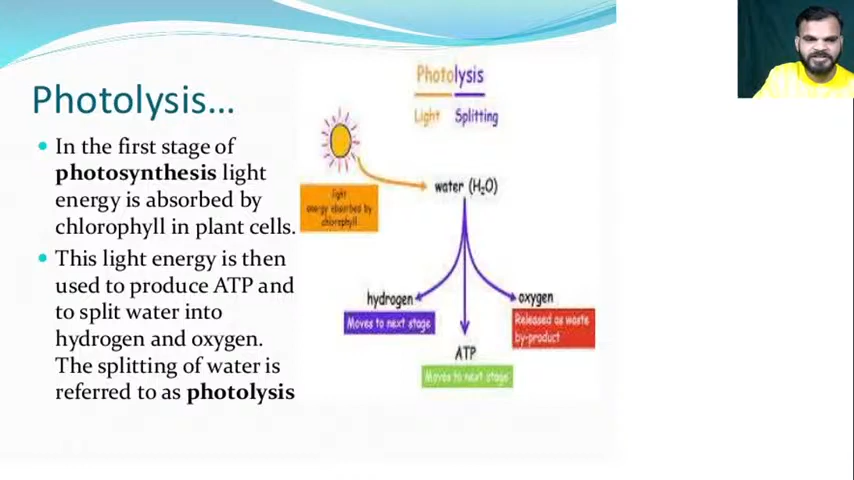 Photolysis...
In the first stage of
photosynthesis light
energy is absorbed by
chlorophyll in plant cells.
This light energy is then
used to produce ATP and
to split water into
hydrogen and oxygen.
The splitting of water is
referred to as photolysis
Photolysis
Light Splitting
light
energy absorbed by
chlorophyll
water (H₂O)
hydrogen
Moves to next stage
oxygen
Released as waste
by-product
ATP
Moves to next stage